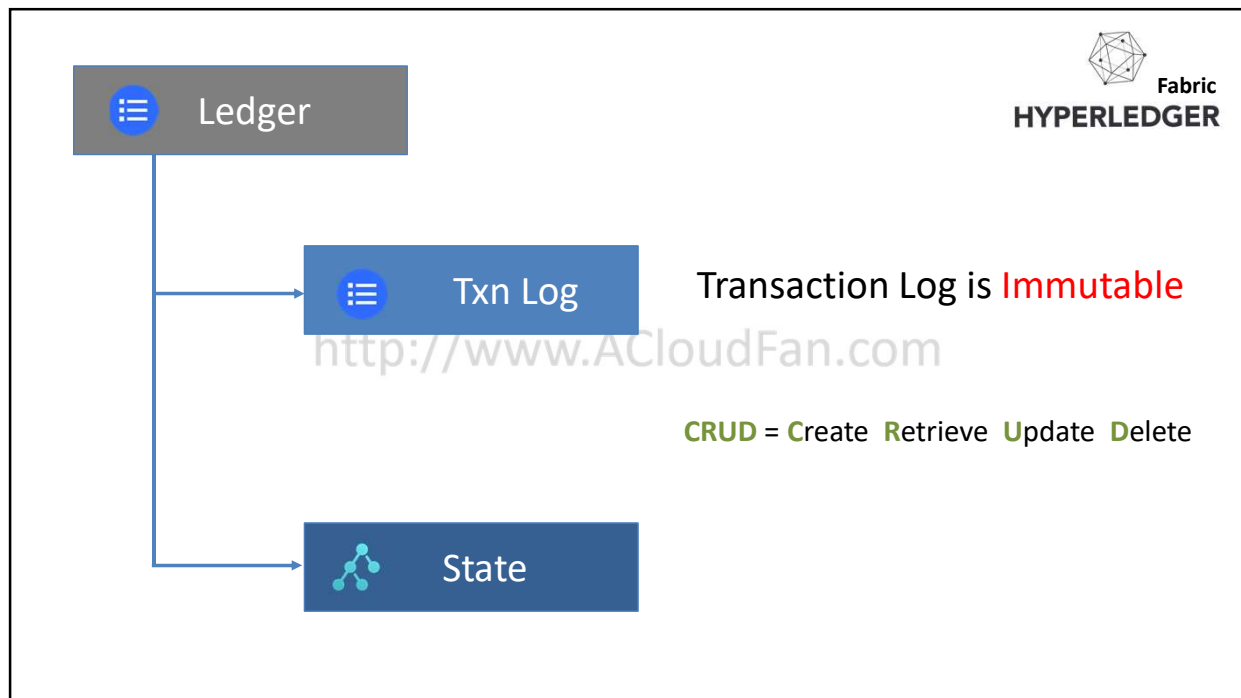 Ledger
Fabric
HYPERLEDGER
Txn Log
Transaction Log is Immutable
http://www.ACloudFan.com
CRUD = Create Retrieve Update Delete
State